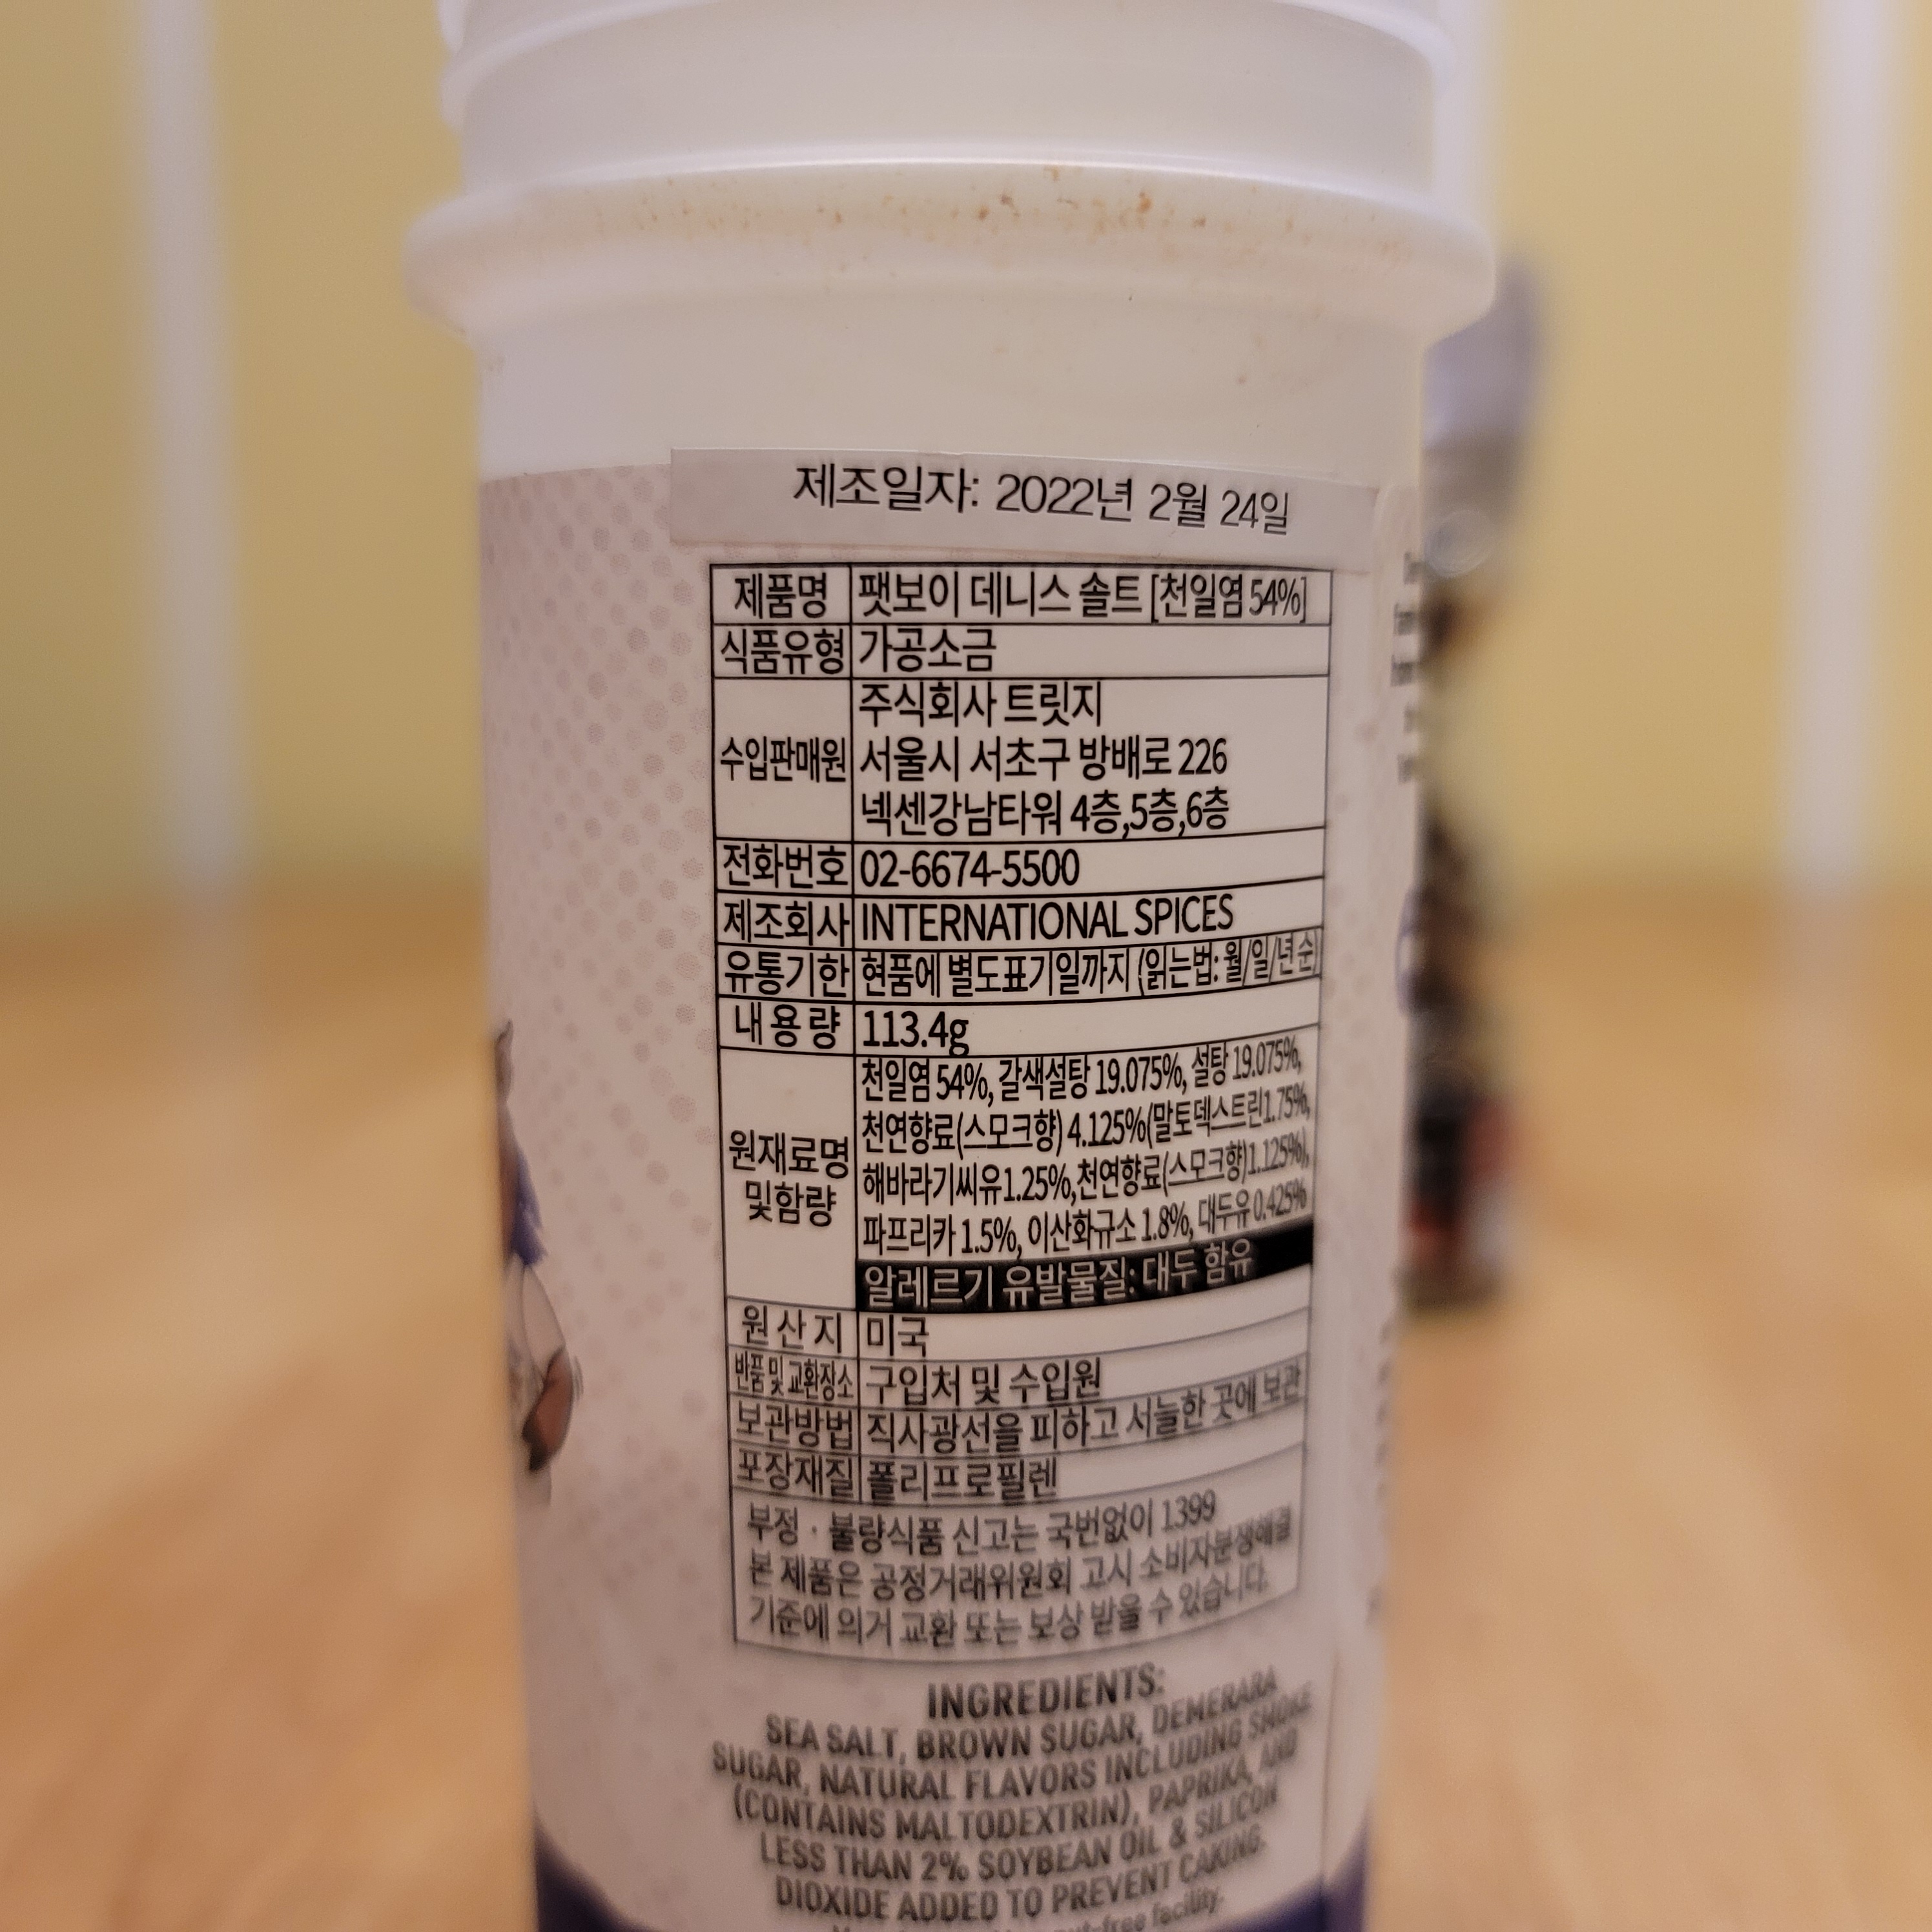 제조일자: 2022년 2월 24일
제품명 팻보이 데니스 솔트 [천일염 54%]
식품유형 가공소금
수입판매원 주식회사 트릿지
서울시 서초구 방배로 226
넥센강남타워 4층,5층,6층
전화번호 02-6674-5500
제조회사 INTERNATIONAL SPICES
유통기한 현품에 별도표기일까지 (읽는법: 월/일/년 순)
내 용 량 113.4g
원재료명 및함량 천일염 54%, 갈색설탕 19.075%, 설탕 19.075%,
천연향료(스모크향) 4.125%(말토덱스트린1.75%,
해바라기씨유1.25%,천연향료(스모크향)1.125%),
파프리카 1.5%, 이산화규소 1.8%, 대두유 0.425%
알레르기 유발물질: 대두 함유
원 산 지 미국
반품 및 교환장소 구입처 및 수입원
보관방법 직사광선을 피하고 서늘한 곳에 보관
포장재질 폴리프로필렌
부정 · 불량식품 신고는 국번없이 1399
본 제품은 공정거래위원회 고시 소비자분쟁해결
기준에 의거 교환 또는 보상 받을 수 있습니다.
INGREDIENTS:
SEA SALT, BROWN SUGAR, DEMERARA
SUGAR, NATURAL FLAVORS INCLUDING SMOKE
(CONTAINS MALTODEXTRIN), PAPRIKA, AND
LESS THAN 2% SOYBEAN OIL & SILICON
DIOXIDE ADDED TO PREVENT CAKING.
facility-